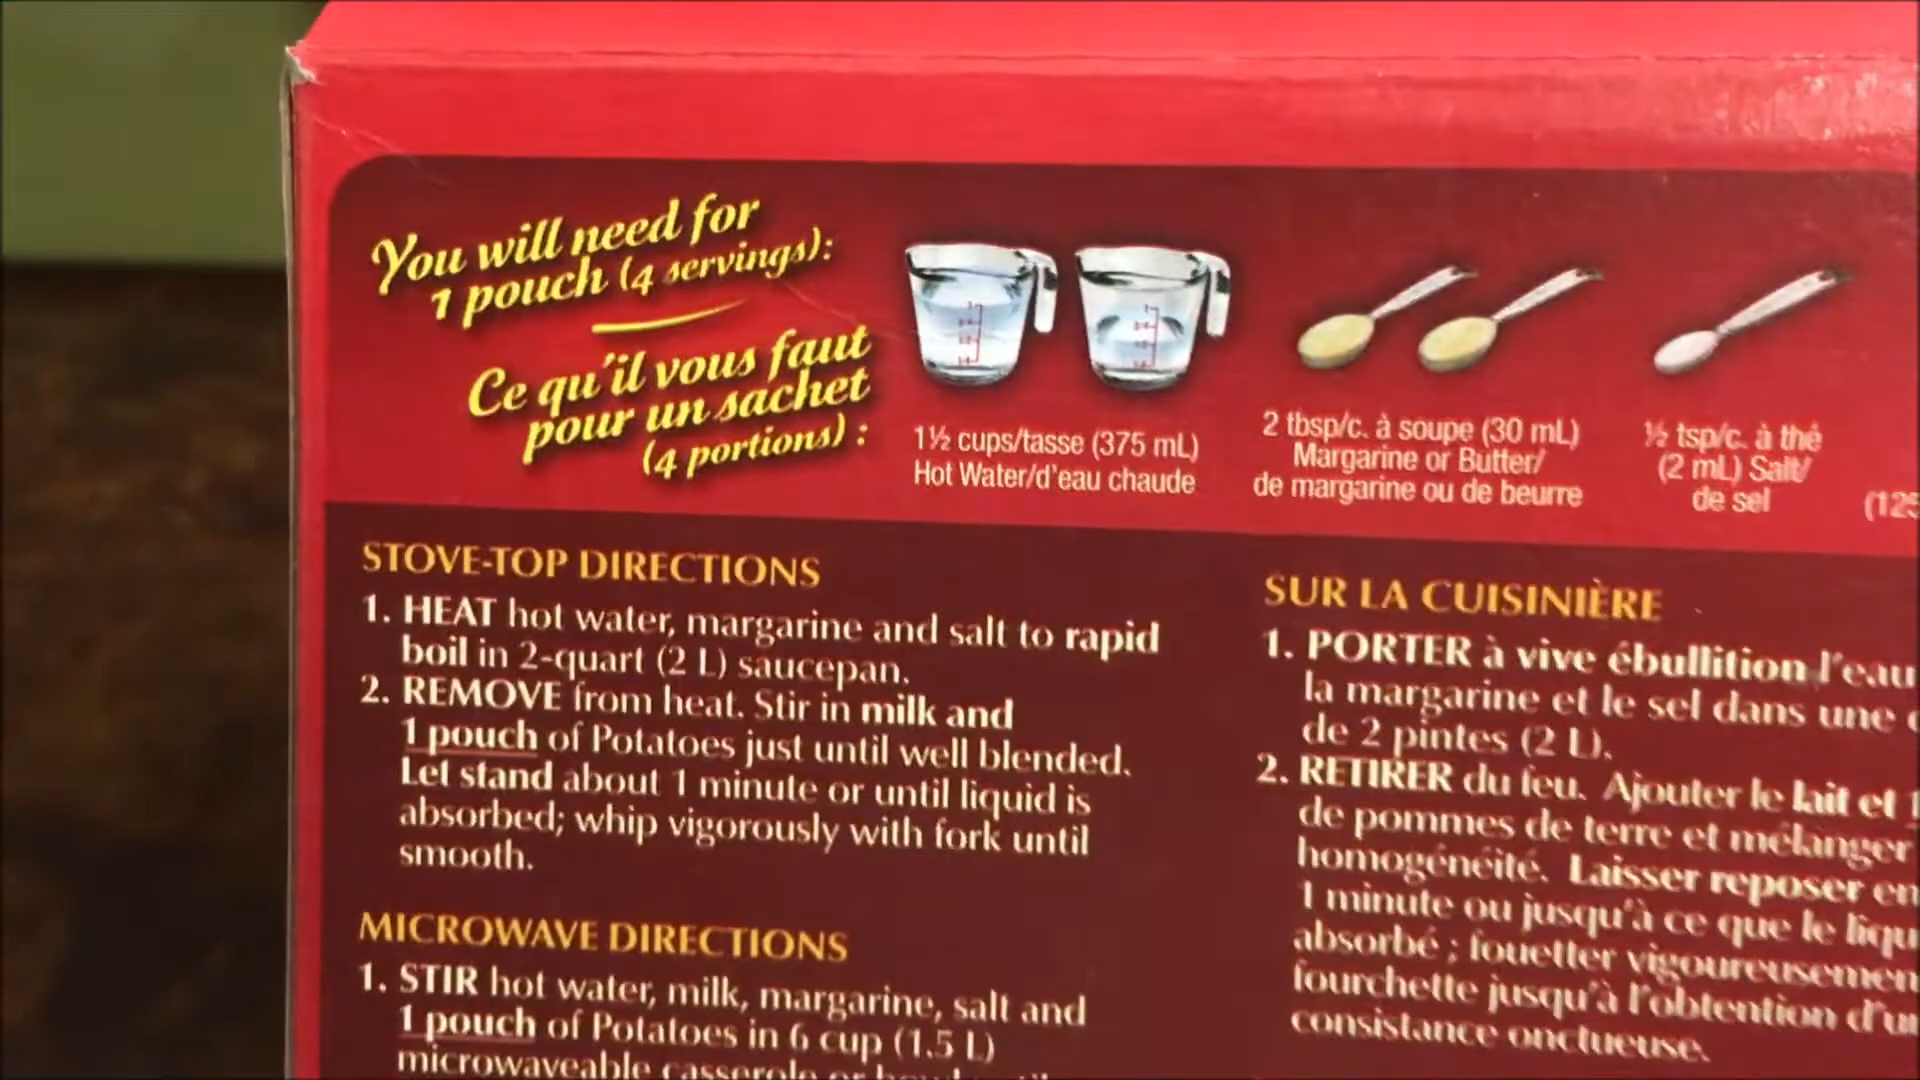 You will need for
1 pouch (4 servings):
Ce qu'il vous faut
pour un sachet
(4 portions) :
1½ cups/tasse (375 mL)
Hot Water/d'eau chaude
2 tbsp/c. à soupe (30 mL)
Margarine or Butter/
de margarine ou de beurre
½ tsp/c. à thé
(2 mL) Salt/
de sel
(125
STOVE-TOP DIRECTIONS
1. HEAT hot water, margarine and salt to rapid
boil in 2-quart (2 L) saucepan.
2. REMOVE from heat. Stir in milk and
1 pouch of Potatoes just until well blended.
Let stand about 1 minute or until liquid is
absorbed; whip vigorously with fork until
smooth.
MICROWAVE DIRECTIONS
1. STIR hot water, milk, margarine, salt and
1 pouch of Potatoes in 6 cup (1.5 L)
microwaveable casserole or
SUR LA CUISINIÈRE
1. PORTER à vive ébullition l'eau
la margarine et le sel dans une
de 2 pintes (2 L).
2. RETIRER du feu. Ajouter le lait et 1
de pommes de terre et mélanger
homogénéité. Laisser reposer en
1 minute ou jusqu'à ce que le liqu
absorbé ; fouetter vigoureusemen
fourchette jusqu'à l'obtention d'u
consistance onctueuse.